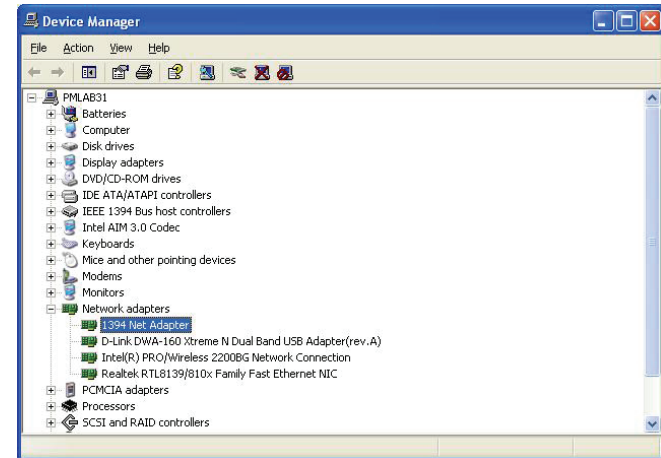 Device Manager
File Action View Help
PMLAB31
Batteries
Computer
Disk drives
Display adapters
DVD/CD-ROM drives
IDE ATA/ATAPI controllers
IEEE 1394 Bus host controllers
Intel AIM 3.0 Codec
Keyboards
Mice and other pointing devices
Modems
Monitors
Network adapters
1394 Net Adapter
D-Link DWA-160 Xtreme N Dual Band USB Adapter(rev.A)
Intel(R) PRO/Wireless 2200BG Network Connection
Realtek RTL8139/810x Family Fast Ethernet NIC
PCMCIA adapters
Processors
SCSI and RAID controllers